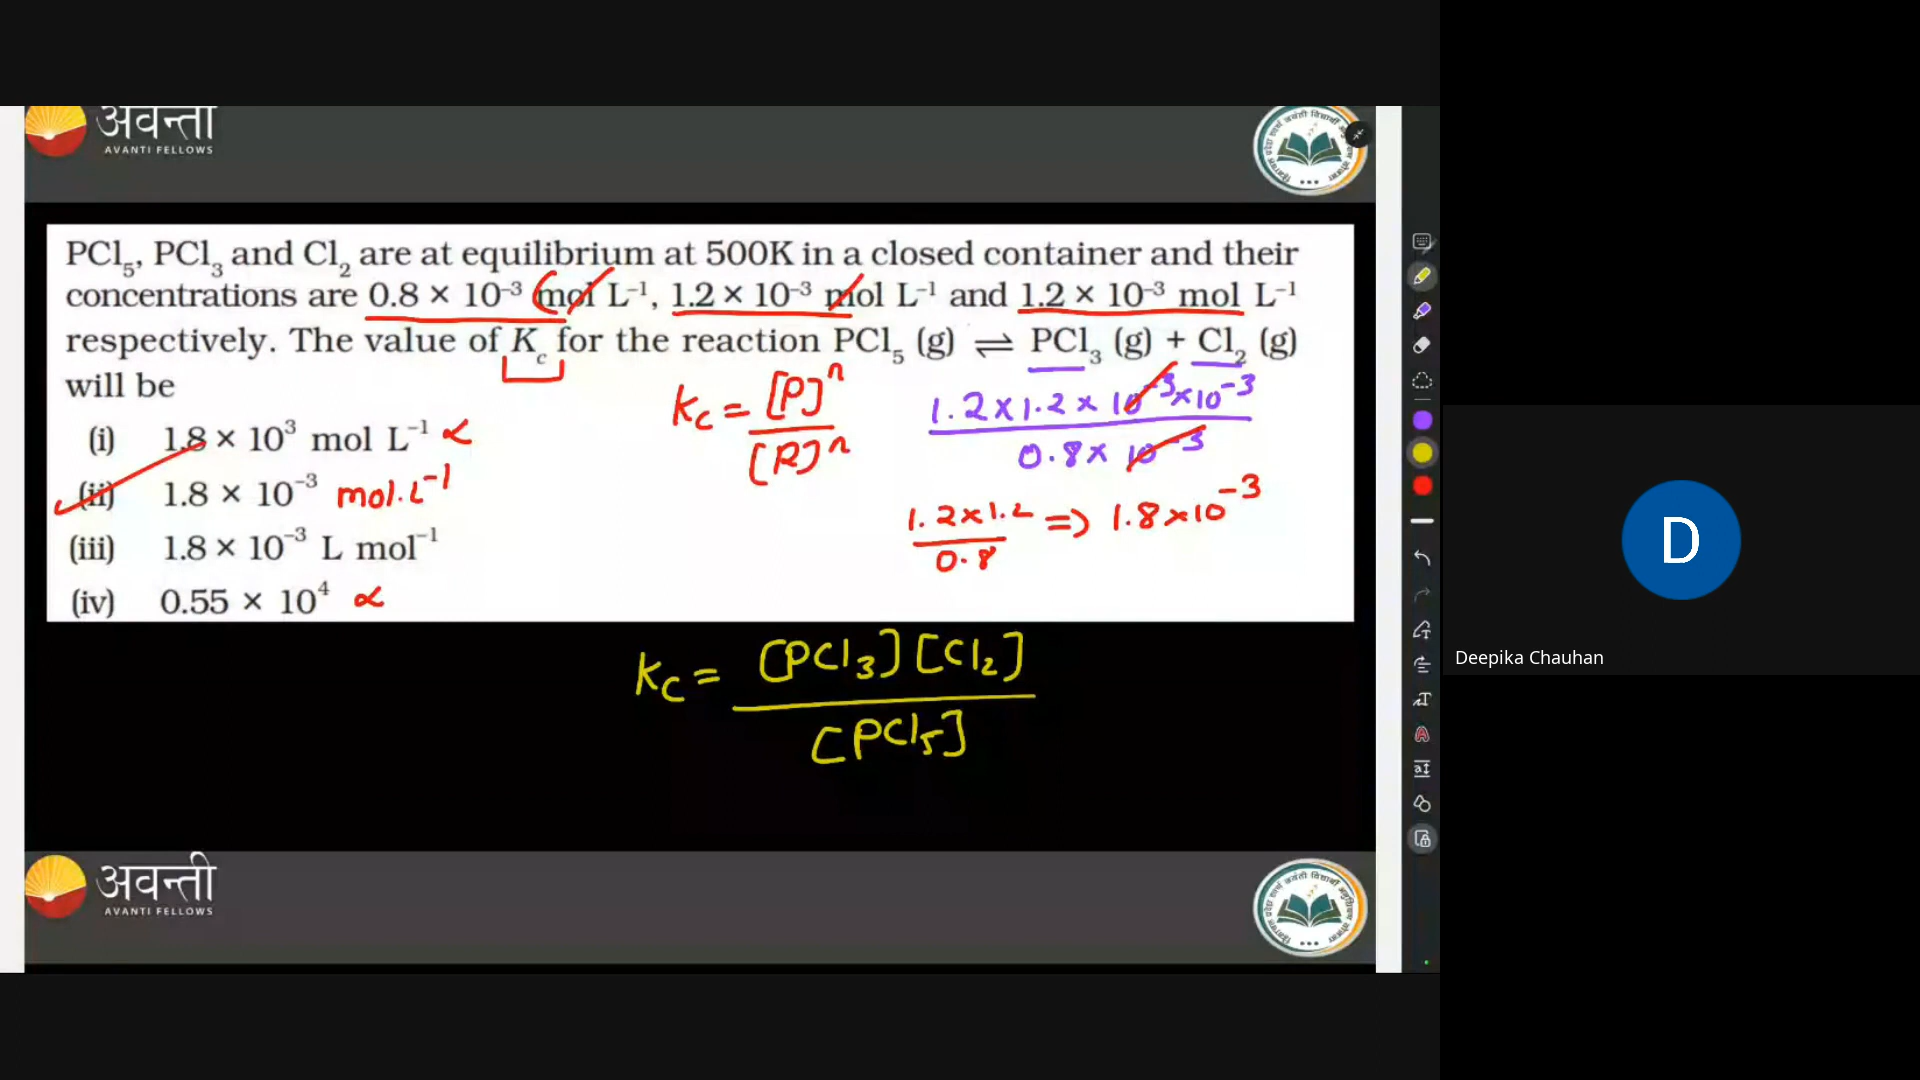 अवन्ती
AVANTI FELLOWS
PCl₅, PCl₃ and Cl₂ are at equilibrium at 500K in a closed container and their
concentrations are 0.8 × 10⁻³ mol L⁻¹, 1.2 × 10⁻³ mol L⁻¹ and 1.2 × 10⁻³ mol L⁻¹
respectively. The value of K꜀ for the reaction PCl₅ (g) ⇌ PCl₃ (g) + Cl₂ (g)
will be
(i) 1.8 × 10³ mol L⁻¹ α
(ii) 1.8 × 10⁻³ mol.L⁻¹
(iii) 1.8 × 10⁻³ L mol⁻¹
(iv) 0.55 × 10⁴ α
Kc = [P]ⁿ
[R]ⁿ
1.2×1.2×10⁻³×10⁻³
0.8×10⁻³
1.2×1.2 ⇒ 1.8×10⁻³
0.8
Kc = [PCl₃][Cl₂]
[PCl₅]
अवन्ती
AVANTI FELLOWS
D
Deepika Chauhan